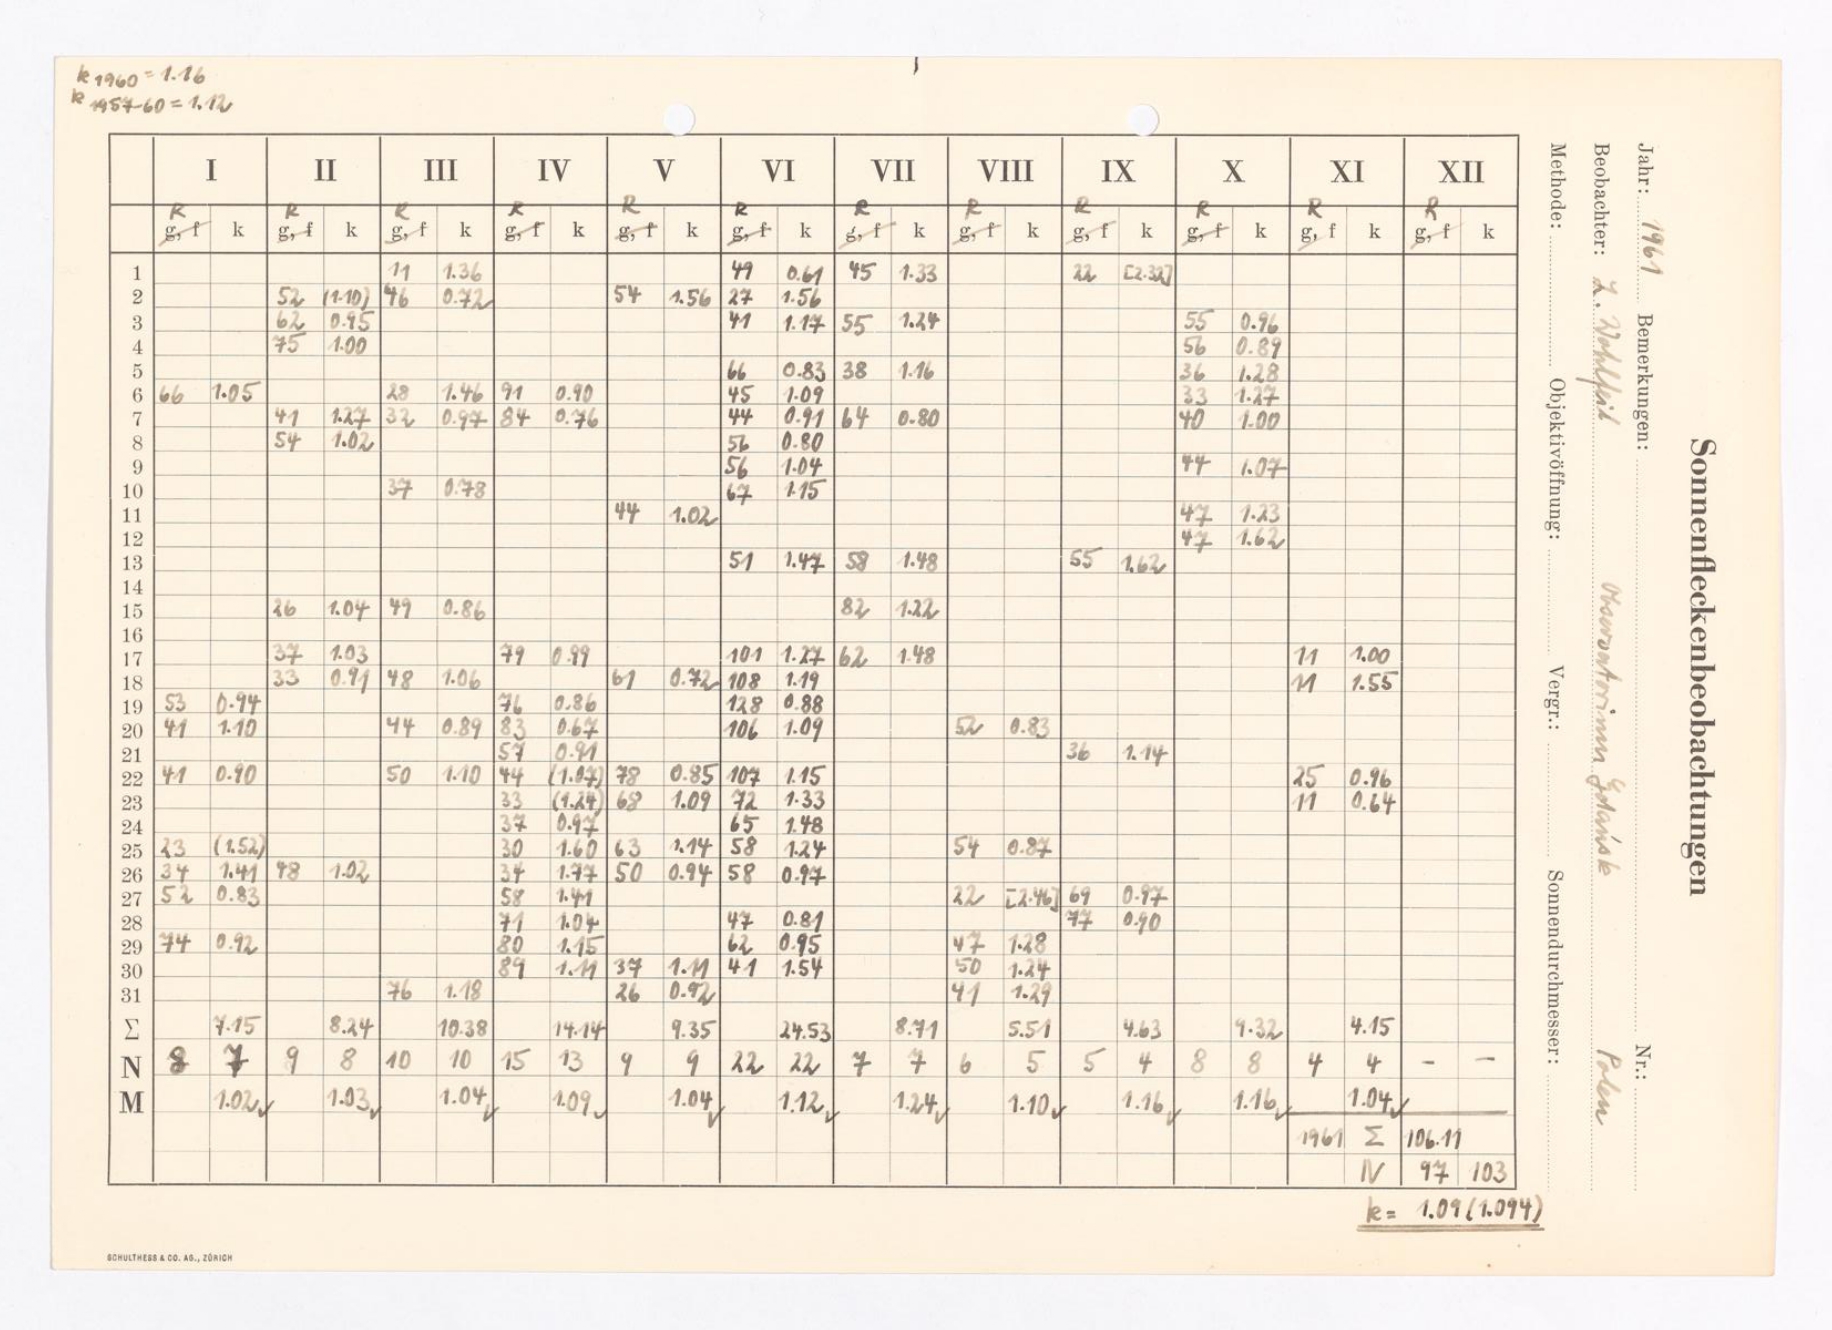 k 1960 = 1.16
k 1957-60 = 1.12
I II III IV V VI VII VIII IX X XI XII
R R R R R R R R R R R R
g, f k g, f k g, f k g, f k g, f k g, f k g, f k g, f k g, f k g, f k g, f k g, f k
1 11 1.36 49 0.61 45 1.33 22 [2.32]
2 52 (1.10) 46 0.72 54 1.56 27 1.56
3 62 0.95 41 1.17 55 1.24 55 0.96
4 75 1.00 56 0.89
5 66 0.83 38 1.16 36 1.28
6 66 1.05 28 1.46 91 0.90 45 1.09 33 1.27
7 41 1.27 32 0.97 84 0.76 44 0.91 64 0.80 40 1.00
8 54 1.02 56 0.80
9 56 1.04 44 1.07
10 37 0.78 67 1.15
11 44 1.02 47 1.23
12 47 1.62
13 51 1.47 58 1.48 55 1.62
14
15 26 1.04 49 0.86 82 1.22
16
17 37 1.03 79 0.99 101 1.27 62 1.48 11 1.00
18 33 0.91 48 1.06 61 0.72 108 1.19 11 1.55
19 53 0.94 76 0.86 128 0.88
20 41 1.10 44 0.89 83 0.67 106 1.09 52 0.83
21 57 0.91 36 1.14
22 41 0.90 50 1.10 44 (1.07) 78 0.85 107 1.15 25 0.96
23 33 (1.24) 68 1.09 72 1.33 11 0.64
24 37 0.97 65 1.48
25 23 (1.52) 30 1.60 63 1.14 58 1.24 54 0.87
26 34 1.41 48 1.02 34 1.77 50 0.94 58 0.97
27 52 0.83 58 1.41 22 [2.46] 69 0.97
28 71 1.04 47 0.81 77 0.90
29 74 0.92 80 1.15 62 0.95 47 1.28
30 89 1.11 37 1.11 41 1.54 50 1.24
31 76 1.18 26 0.92 41 1.29
Σ 7.15 8.24 10.38 14.14 9.35 24.53 8.71 5.51 4.63 9.32 4.15
N 8 7 9 8 10 10 15 13 9 9 22 22 7 7 6 5 5 4 8 8 4 4 – –
M 1.02 1.03 1.04 1.09 1.04 1.12 1.24 1.10 1.16 1.16 1.04
1961 Σ 106.11
N 97 103
k = 1.09 (1.094)
SCHULTHESS & CO. AG., ZÜRICH
Sonnenfleckenbeobachtungen
Jahr: 1961 Bemerkungen: Nr.:
Beobachter: Z. Wohlfeil Observatorium Gdańsk Polen
Methode: Objektivöffnung: Vergr.: Sonnendurchmesser: